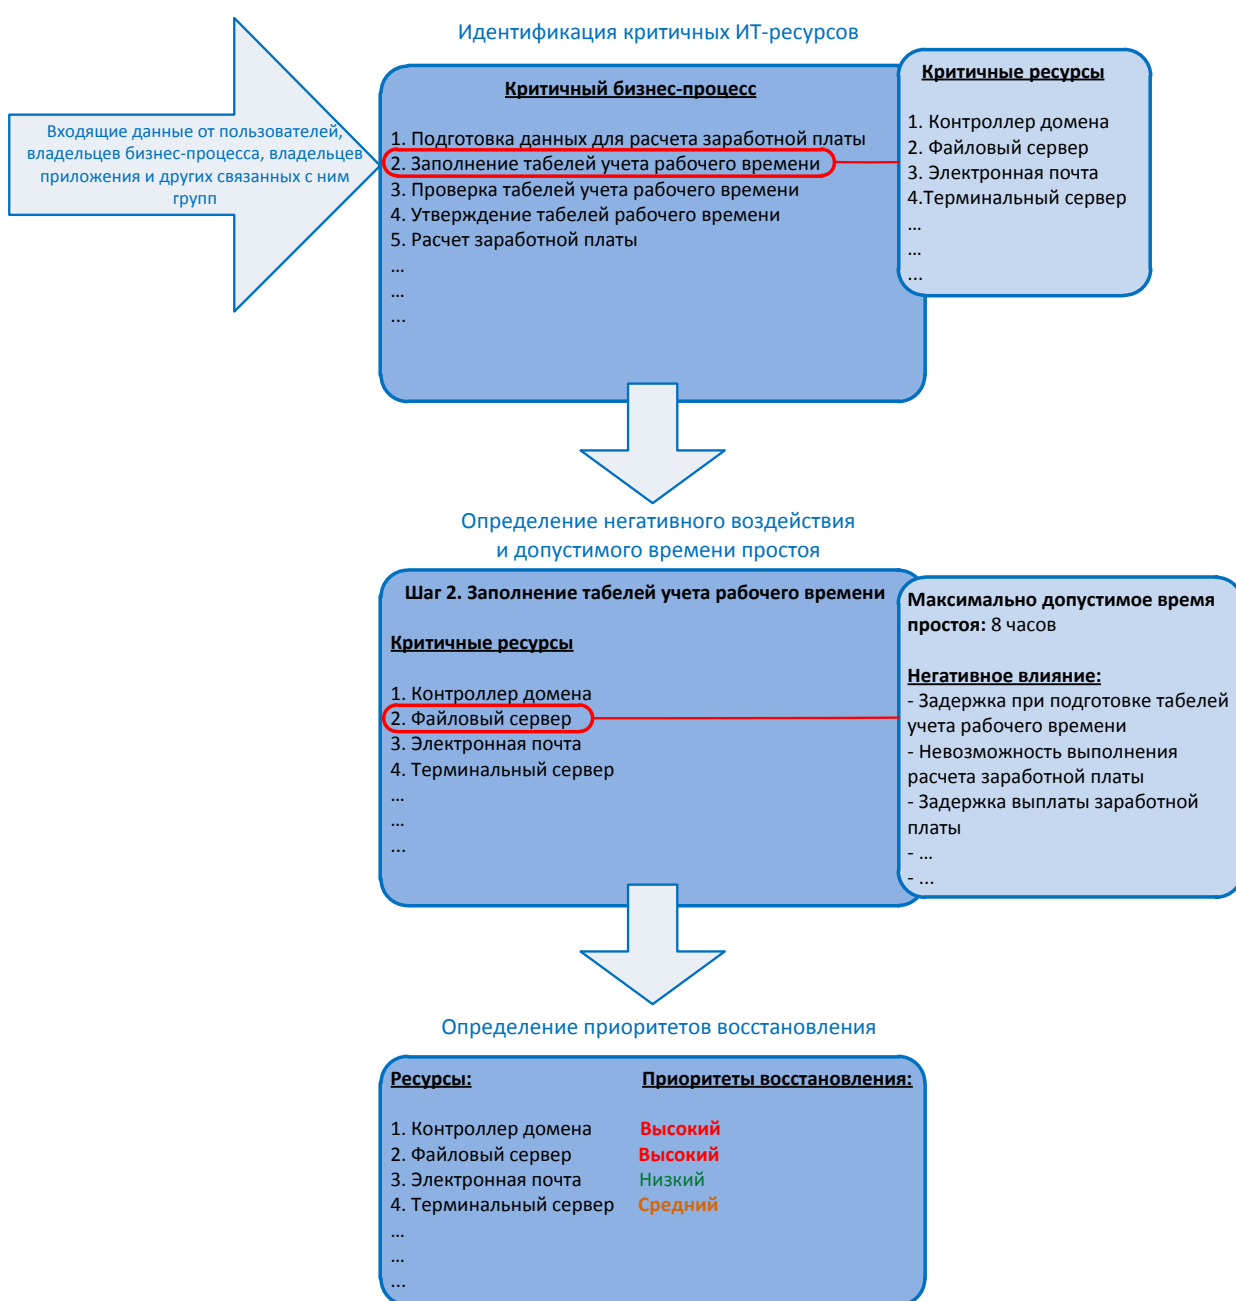 Идентификация критичных ИТ-ресурсов
Входящие данные от пользователей,
владельцев бизнес-процесса, владельцев
приложения и других связанных с ним
групп
Критичный бизнес-процесс
1. Подготовка данных для расчета заработной платы
2. Заполнение табелей учета рабочего времени
3. Проверка табелей учета рабочего времени
4. Утверждение табелей рабочего времени
5. Расчет заработной платы
...
...
...
Критичные ресурсы
1. Контроллер домена
2. Файловый сервер
3. Электронная почта
4.Терминальный сервер
...
...
...
Определение негативного воздействия
и допустимого времени простоя
Шаг 2. Заполнение табелей учета рабочего времени
Критичные ресурсы
1. Контроллер домена
2. Файловый сервер
3. Электронная почта
4. Терминальный сервер
...
...
...
Максимально допустимое время
простоя: 8 часов
Негативное влияние:
- Задержка при подготовке табелей
учета рабочего времени
- Невозможность выполнения
расчета заработной платы
- Задержка выплаты заработной
платы
- ...
- ...
Определение приоритетов восстановления
Ресурсы: Приоритеты восстановления:
1. Контроллер домена Высокий
2. Файловый сервер Высокий
3. Электронная почта Низкий
4. Терминальный сервер Средний
...
...
...